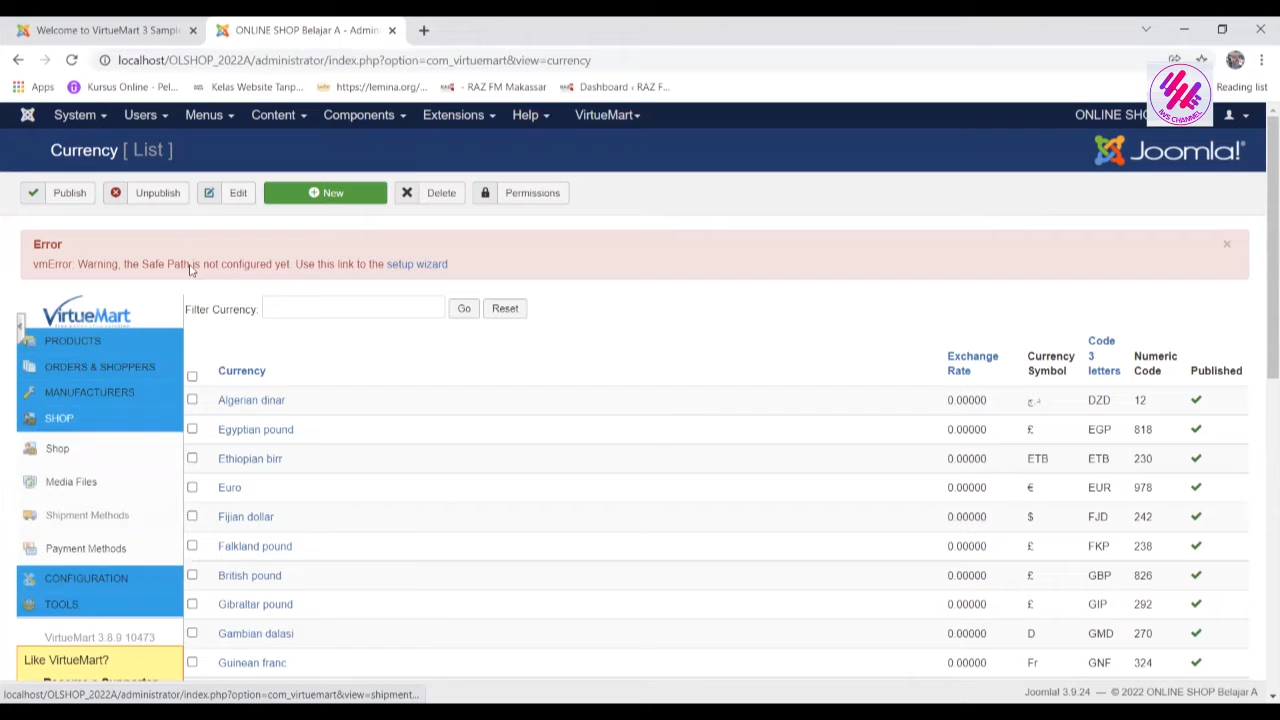 Welcome to VirtueMart 3 Sampl
ONLINE SHOP Belajar A - Admin
localhost/OLSHOP_2022A/administrator/index.php?option=com_virtuemart&view=currency
Apps
Kursus Online - Pel...
Kelas Website Tanp...
https://lemina.org/...
- RAZ FM Makassar
Dashboard ‹ RAZ F...
Reading list
IWS CHANNEL
System Users Menus Content Components Extensions Help VirtueMart
ONLINE SHO
Currency [ List ]
Joomla!®
Publish Unpublish Edit New Delete Permissions
Error
vmError: Warning, the Safe Path is not configured yet. Use this link to the setup wizard
VirtueMart
Filter Currency: Go Reset
PRODUCTS
ORDERS & SHOPPERS
MANUFACTURERS
SHOP
Shop
Media Files
Shipment Methods
Payment Methods
CONFIGURATION
TOOLS
VirtueMart 3.8.9 10473
Like VirtueMart?
Currency Exchange Rate Currency Symbol Code 3 letters Numeric Code Published
Algerian dinar 0.00000 د.ج DZD 12
Egyptian pound 0.00000 £ EGP 818
Ethiopian birr 0.00000 ETB ETB 230
Euro 0.00000 € EUR 978
Fijian dollar 0.00000 $ FJD 242
Falkland pound 0.00000 £ FKP 238
British pound 0.00000 £ GBP 826
Gibraltar pound 0.00000 £ GIP 292
Gambian dalasi 0.00000 D GMD 270
Guinean franc 0.00000 Fr GNF 324
localhost/OLSHOP_2022A/administrator/index.php?option=com_virtuemart&view=shipment...
Joomla! 3.9.24 — © 2022 ONLINE SHOP Belajar A